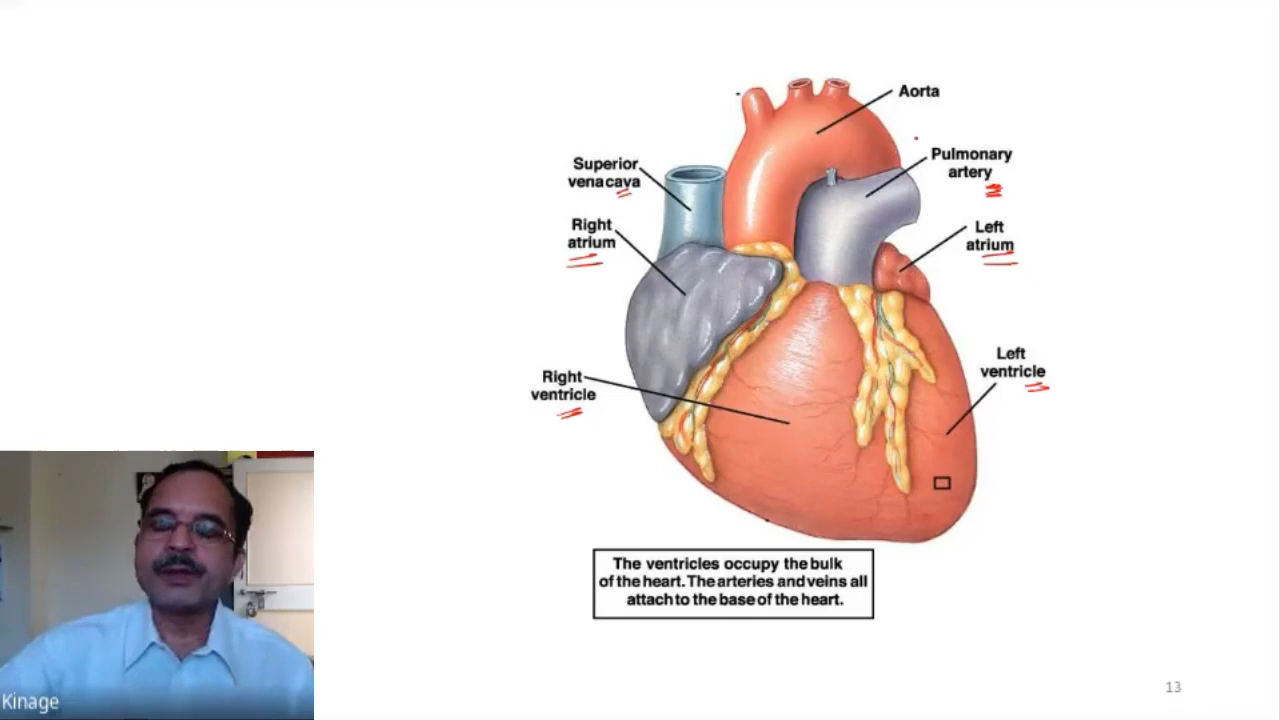 Aorta
Pulmonary
artery
Superior
vena cava
Right
atrium
Left
atrium
Left
ventricle
Right
ventricle
The ventricles occupy the bulk
of the heart. The arteries and veins all
attach to the base of the heart.
Kinage
13